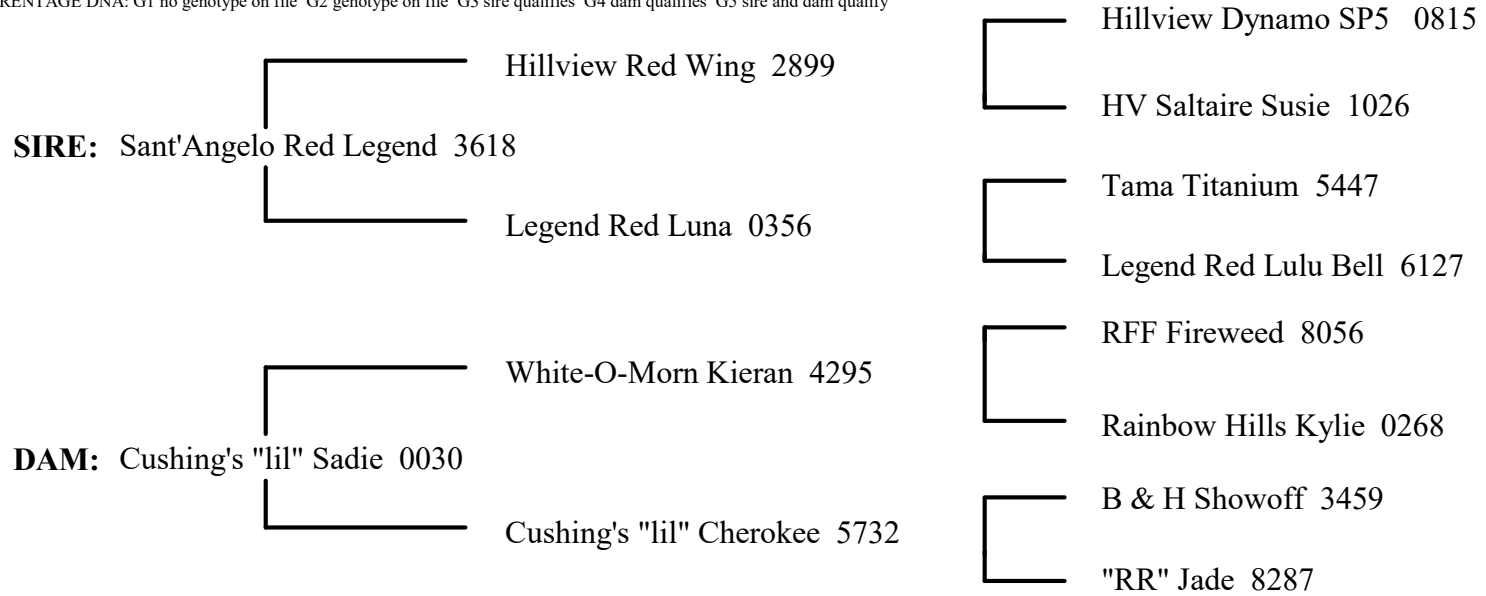 PARENTAGE DNA: G1 no genotype on file G2 genotype on file G3 sire qualifies G4 dam qualifies G5 sire and dam qualify
Hillview Dynamo SP5 0815
Hillview Red Wing 2899
HV Saltaire Susie 1026
SIRE: Sant'Angelo Red Legend 3618
Tama Titanium 5447
Legend Red Luna 0356
Legend Red Lulu Bell 6127
RFF Fireweed 8056
White-O-Morn Kieran 4295
Rainbow Hills Kylie 0268
DAM: Cushing's "lil" Sadie 0030
B & H Showoff 3459
Cushing's "lil" Cherokee 5732
"RR" Jade 8287